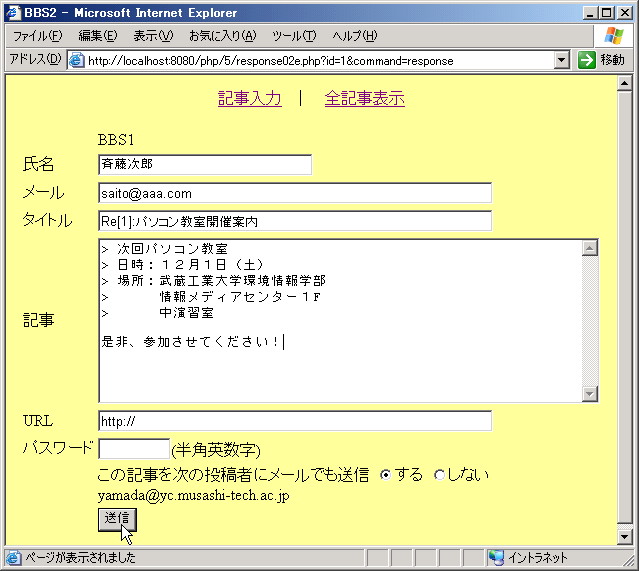 BBS2 - Microsoft Internet Explorer
ファイル(F) 編集(E) 表示(V) お気に入り(A) ツール(T) ヘルプ(H)
アドレス(D) http://localhost:8080/php/5/response02e.php?id=1&command=response 移動
記事入力 | 全記事表示
BBS1
氏名 斉藤次郎
メール saito@aaa.com
タイトル Re[1]:パソコン教室開催案内
> 次回パソコン教室
> 日時：１２月１日（土）
> 場所：武蔵工業大学環境情報学部
> 情報メディアセンター１F
> 中演習室
記事
是非、参加させてください！
URL http://
パスワード (半角英数字)
この記事を次の投稿者にメールでも送信 する しない
yamada@yc.musashi-tech.ac.jp
送信
ページが表示されました イントラネット